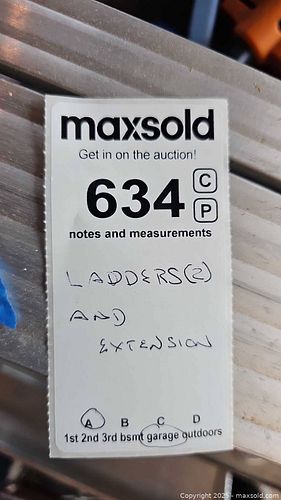 maxsold
Get in on the auction!
634 C
P
notes and measurements
LADDERS(2)
AND
EXTENSION
A B C D
1st 2nd 3rd bsmt garage outdoors
Copyright 2025 - maxsold.com